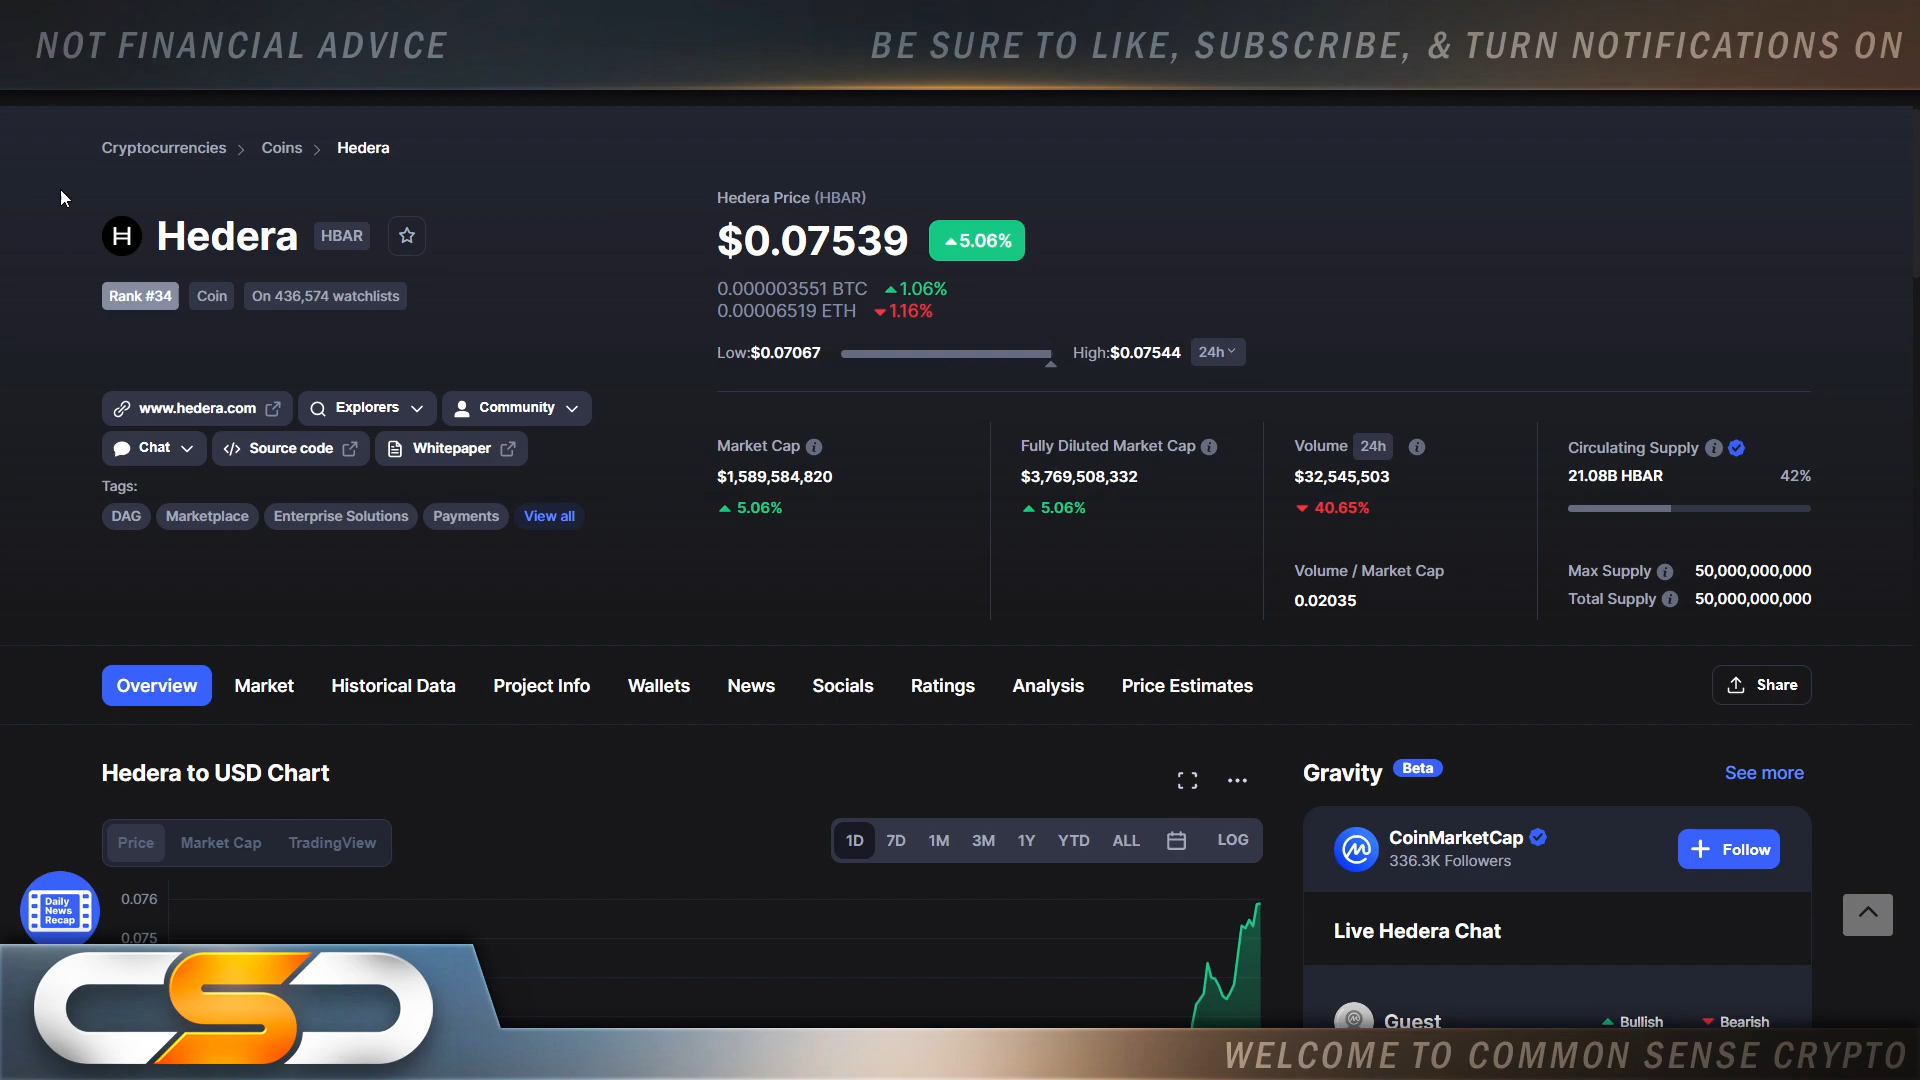 NOT FINANCIAL ADVICE
BE SURE TO LIKE, SUBSCRIBE, & TURN NOTIFICATIONS ON
Cryptocurrencies > Coins > Hedera
Hedera HBAR
Rank #34 Coin On 436,574 watchlists
www.hedera.com Explorers Community
Chat </> Source code Whitepaper
Tags:
DAG Marketplace Enterprise Solutions Payments View all
Hedera Price (HBAR)
$0.07539 5.06%
0.000003551 BTC 1.06%
0.00006519 ETH 1.16%
Low:$0.07067 High:$0.07544 24h
Market Cap
$1,589,584,820
5.06%
Fully Diluted Market Cap
$3,769,508,332
5.06%
Volume 24h
$32,545,503
40.65%
Volume / Market Cap
0.02035
Circulating Supply
21.08B HBAR 42%
Max Supply 50,000,000,000
Total Supply 50,000,000,000
Overview Market Historical Data Project Info Wallets News Socials Ratings Analysis Price Estimates Share
Hedera to USD Chart
Price Market Cap TradingView
1D 7D 1M 3M 1Y YTD ALL LOG
0.076
0.075
Daily
News
Recap
Gravity Beta See more
CoinMarketCap
336.3K Followers
+ Follow
Live Hedera Chat
Guest Bullish Bearish
CSC
WELCOME TO COMMON SENSE CRYPTO